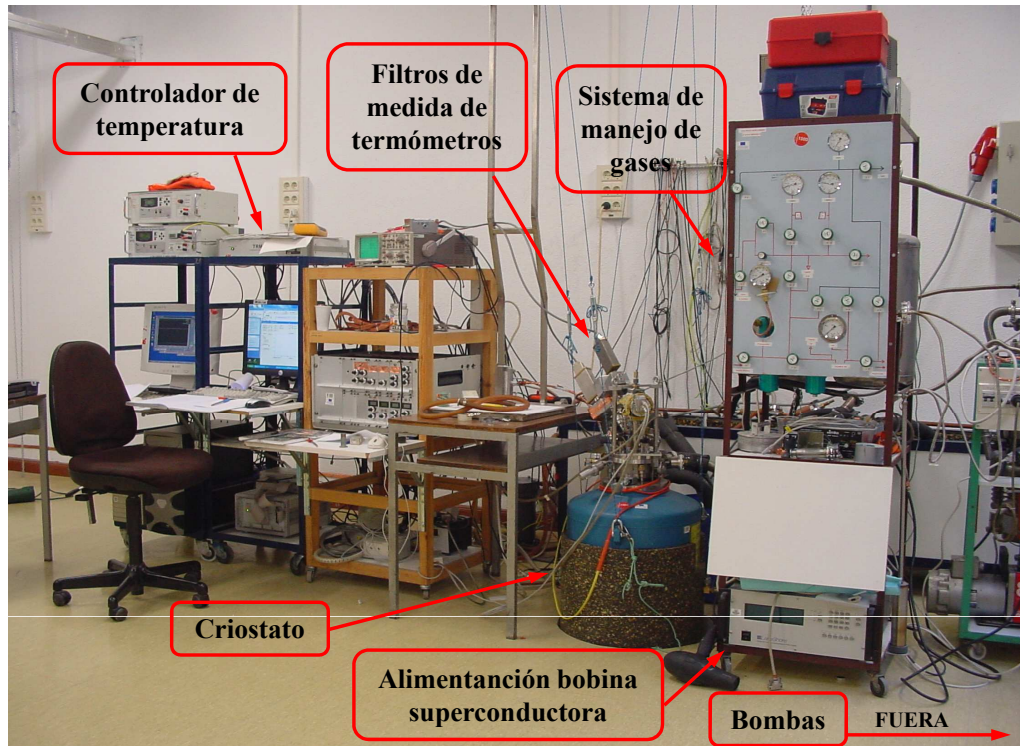 Controlador de
temperatura
Filtros de
medida de
termómetros
Sistema de
manejo de
gases
Criostato
Alimentanción bobina
superconductora
Bombas
FUERA